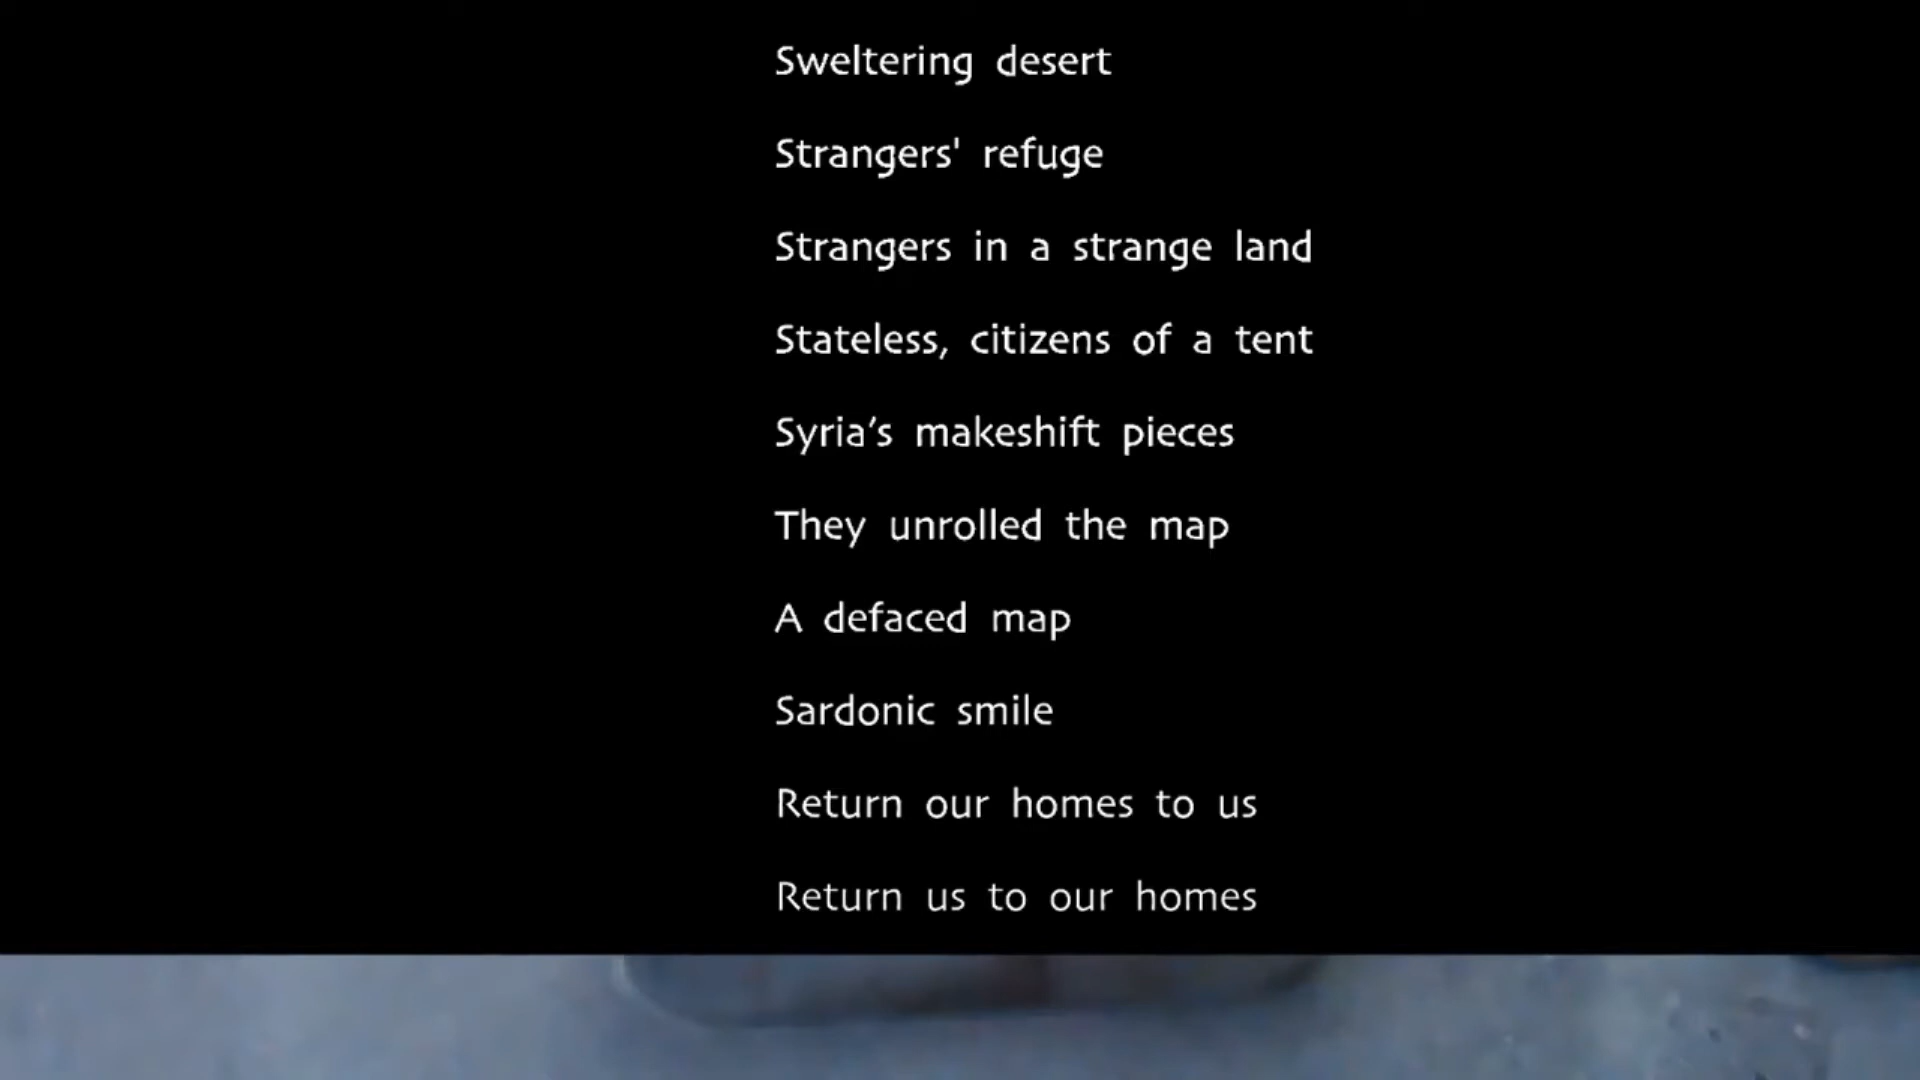 Sweltering desert
Strangers' refuge
Strangers in a strange land
Stateless, citizens of a tent
Syria’s makeshift pieces
They unrolled the map
A defaced map
Sardonic smile
Return our homes to us
Return us to our homes